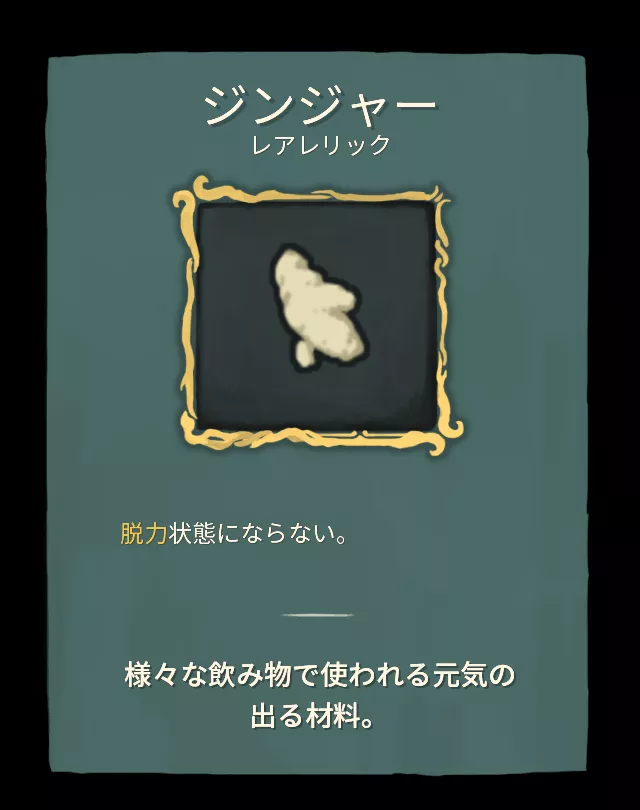 ジンジャー
レアレリック
脱力状態にならない。
様々な飲み物で使われる元気の
出る材料。